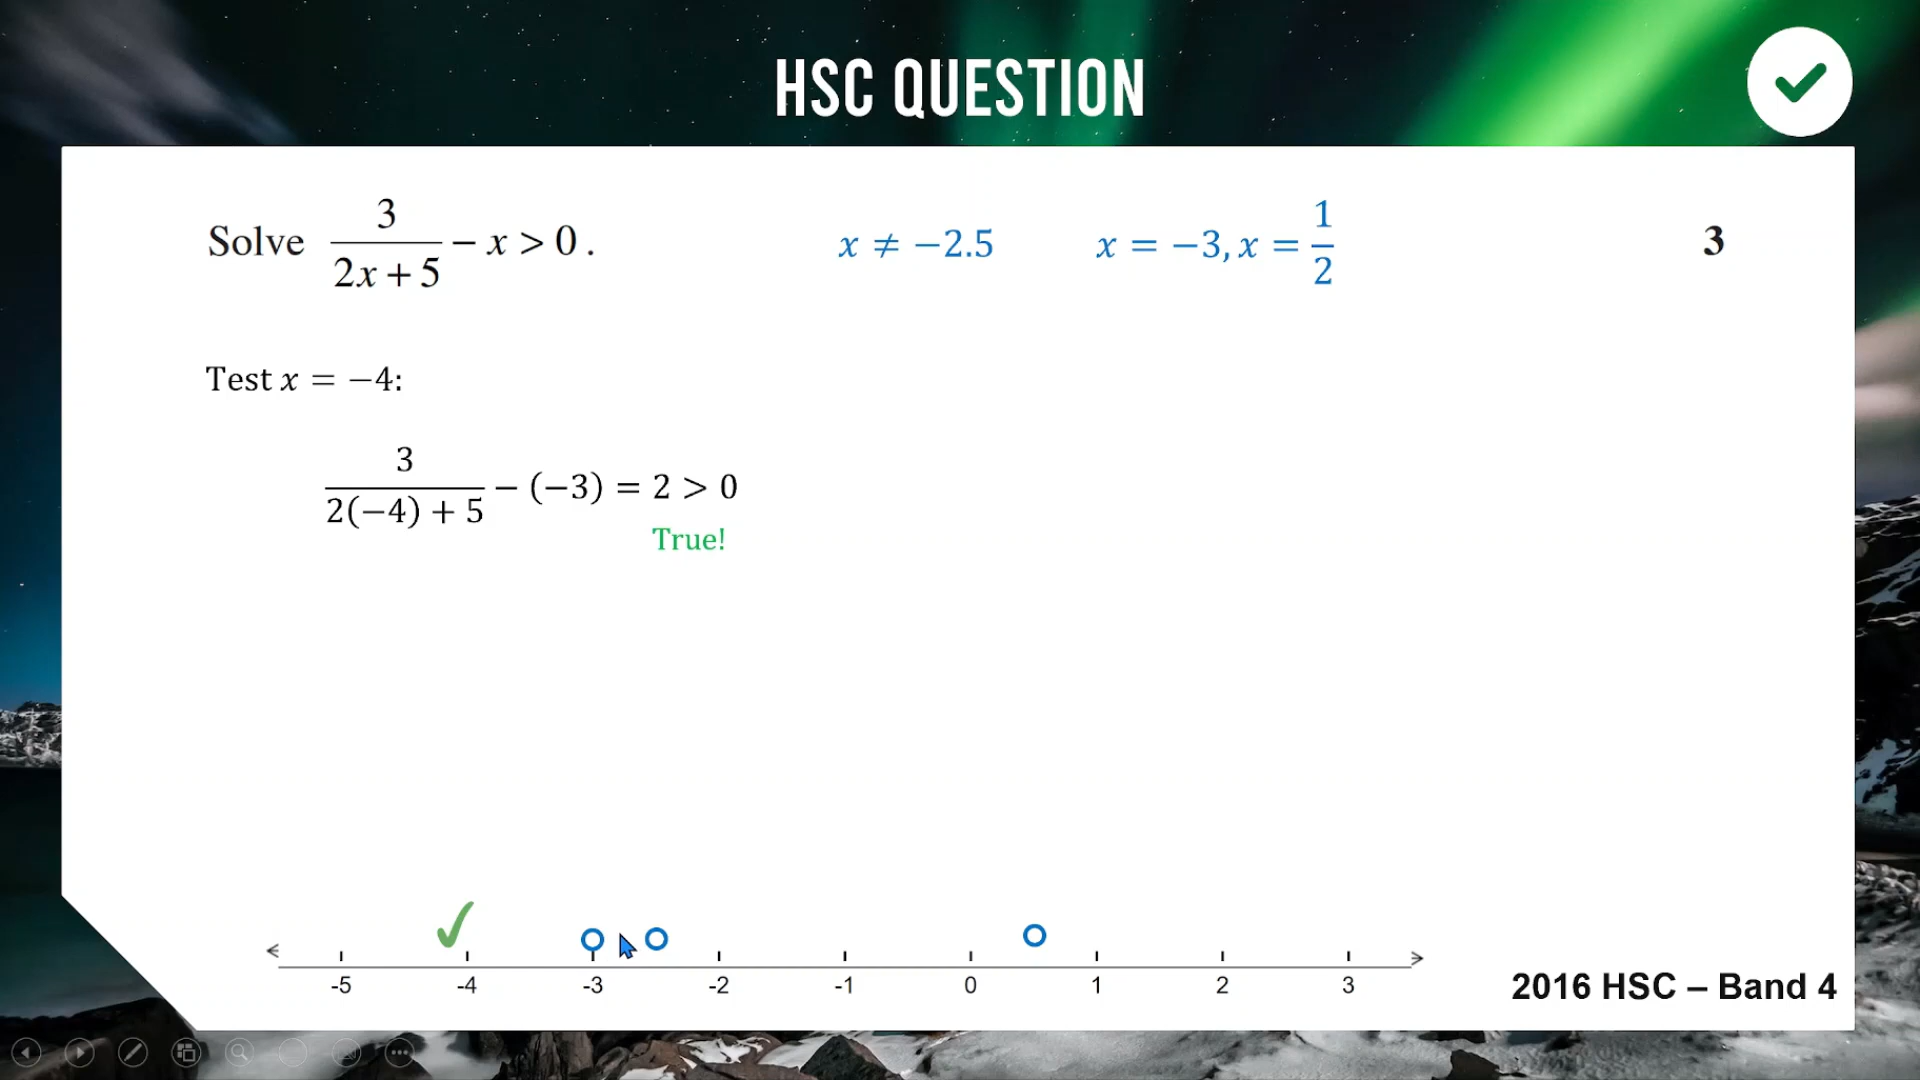 HSC QUESTION
Solve 3/(2x + 5) − x > 0 . x ≠ −2.5 x = −3, x = 1/2 3
Test x = −4:
3/(2(−4) + 5) − (−3) = 2 > 0
True!
-5 -4 -3 -2 -1 0 1 2 3
2016 HSC – Band 4